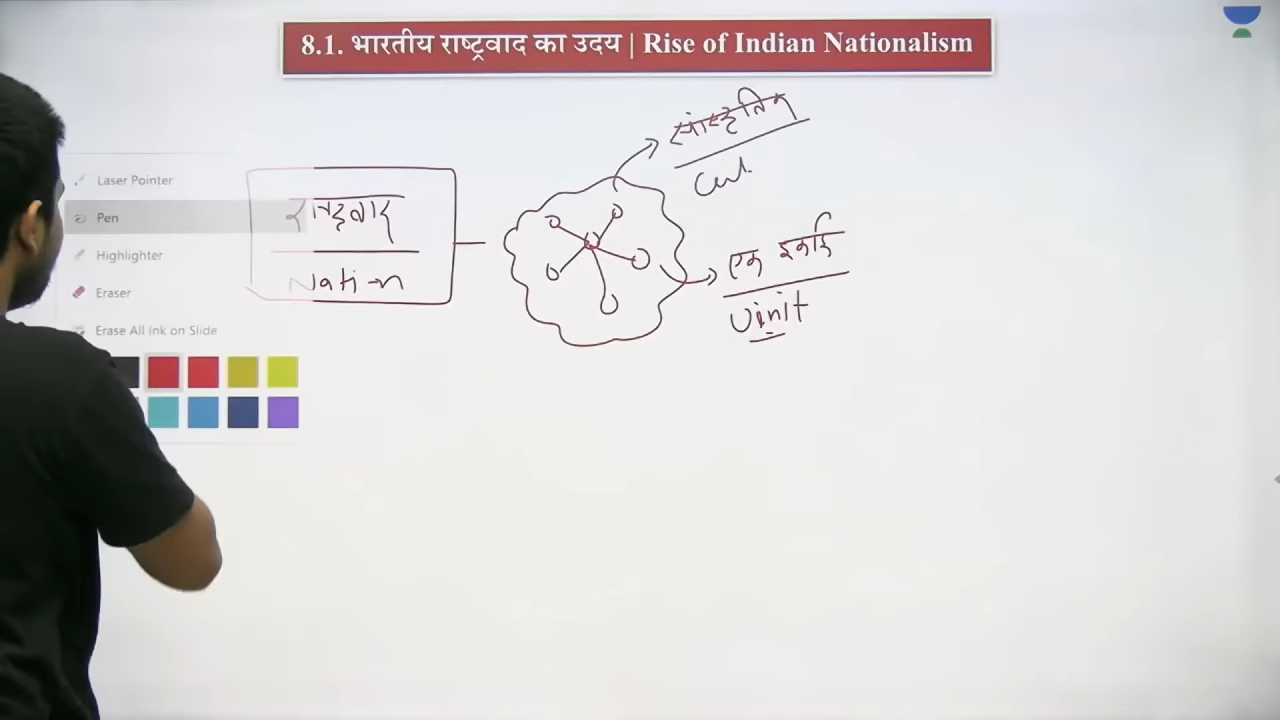 8.1. भारतीय राष्ट्रवाद का उदय | Rise of Indian Nationalism
सांस्कृतिक
Cul.
Laser Pointer
Pen
Highlighter
Eraser
Erase All Ink on Slide
राष्ट्रवाद
Nation
एक इकाई
Uinit